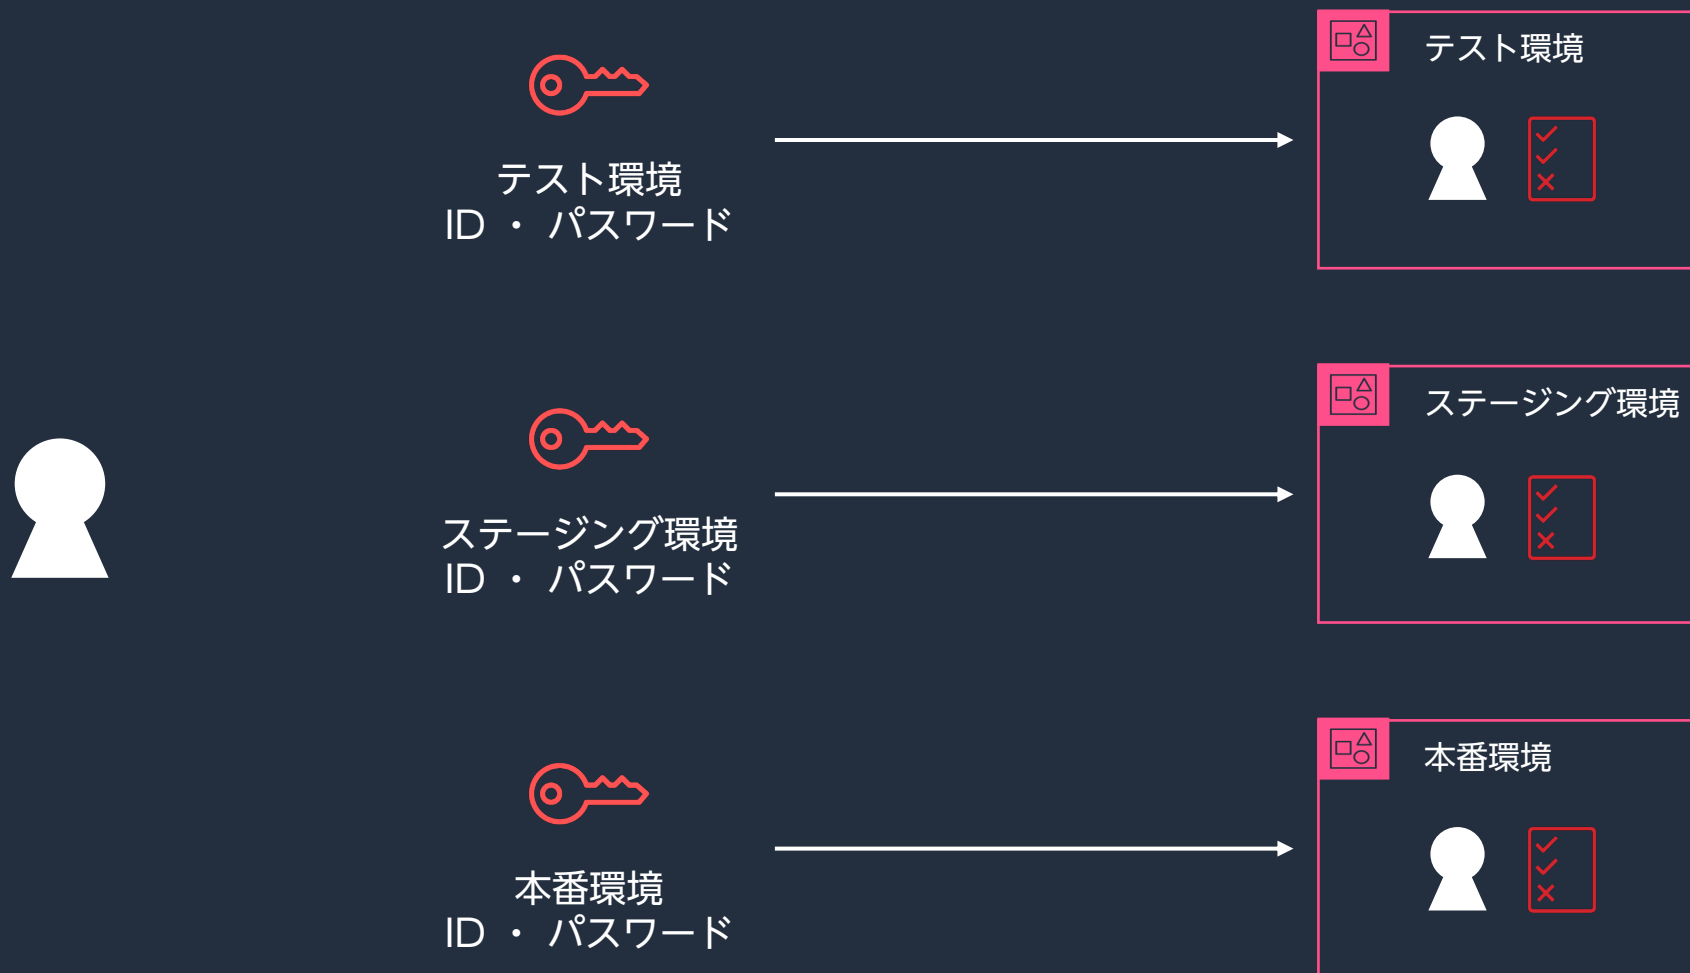 テスト環境
テスト環境
ID ・ パスワード
ステージング環境
ステージング環境
ID ・ パスワード
本番環境
本番環境
ID ・ パスワード